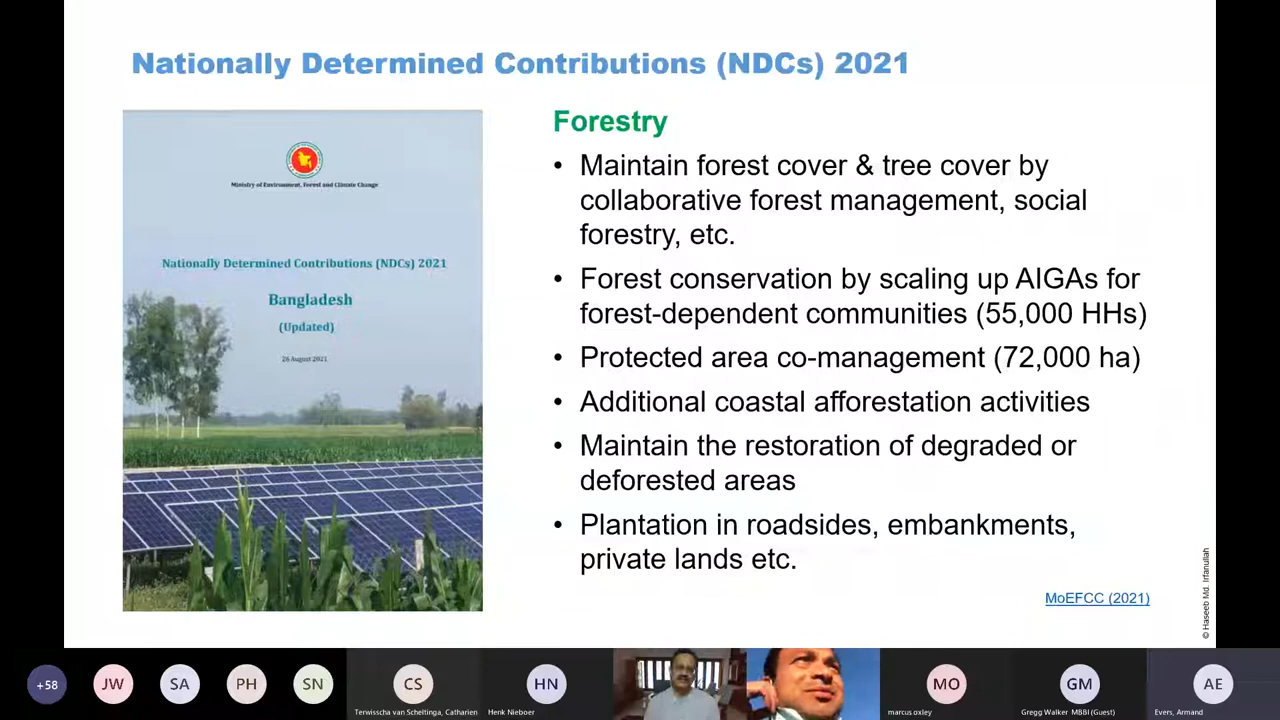 Nationally Determined Contributions (NDCs) 2021
Ministry of Environment, Forest and Climate Change
Nationally Determined Contributions (NDCs) 2021
Bangladesh
(Updated)
26 August 2021
Forestry
• Maintain forest cover & tree cover by
collaborative forest management, social
forestry, etc.
• Forest conservation by scaling up AIGAs for
forest-dependent communities (55,000 HHs)
• Protected area co-management (72,000 ha)
• Additional coastal afforestation activities
• Maintain the restoration of degraded or
deforested areas
• Plantation in roadsides, embankments,
private lands etc.
MoEFCC (2021)
© Haseeb Md. Irfanullah
+58
JW
SA
PH
SN
CS
Terwisscha van Scheltinga, Catharien
HN
Henk Nieboer
MO
marcus oxley
GM
Gregg Walker MBBI (Guest)
AE
Evers, Armand